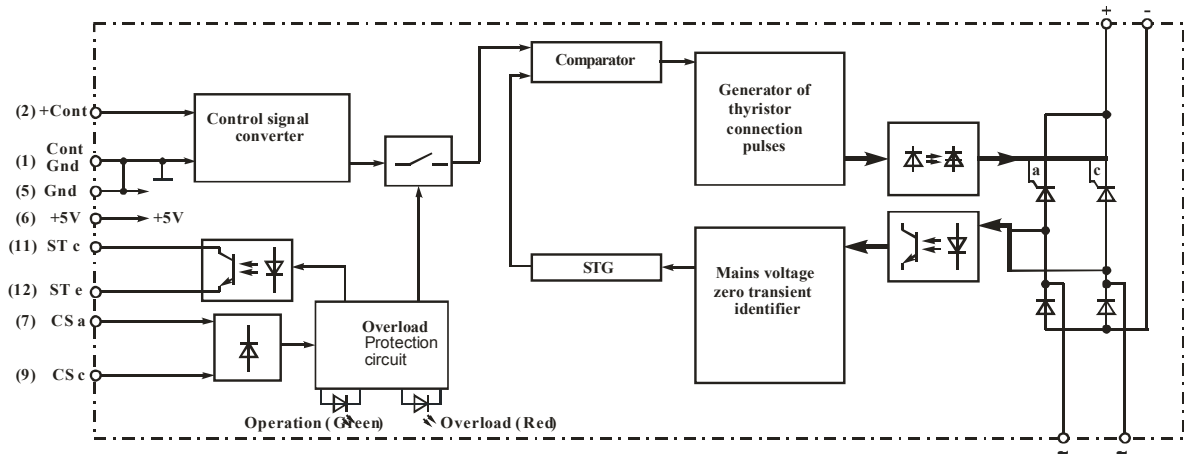 + -
Comparator
Generator of
thyristor
connection
pulses
(2) +Cont
Control signal
converter
(1) Cont
Gnd
(5) Gnd
(6) +5V
+5V
a
c
(11) ST c
(12) ST e
STG
Mains voltage
zero transient
identifier
(7) CS a
(9) CS c
Overload
Protection
circuit
Operation (Green)
Overload (Red)
~ ~